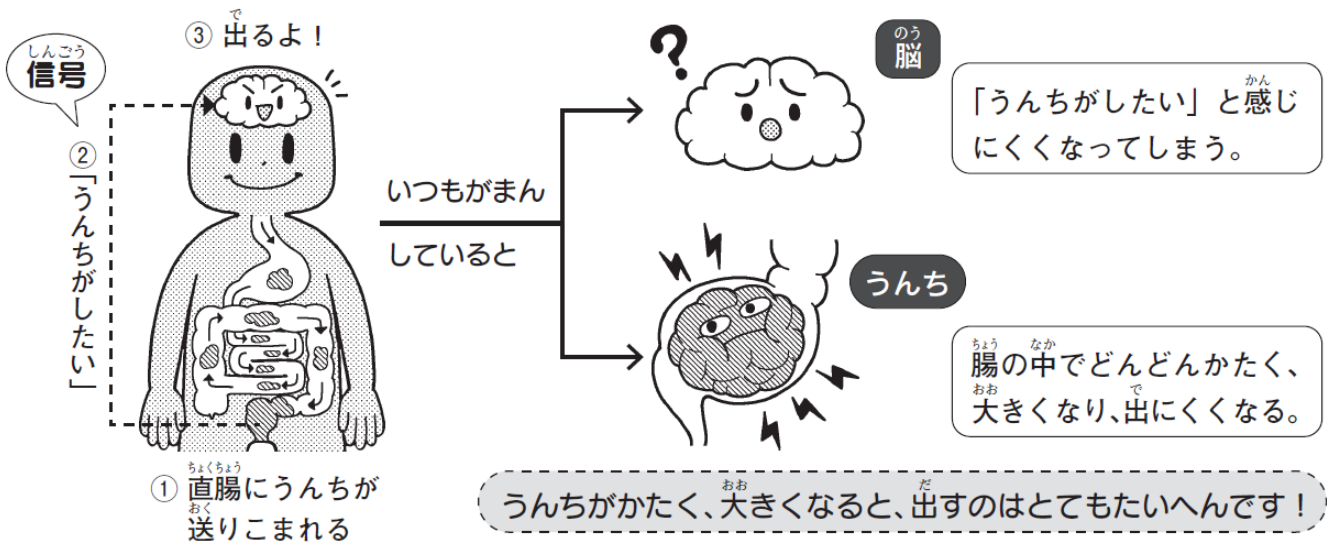 ③ 出るよ！
信号
②「うんちがしたい」
① 直腸にうんちが
送りこまれる
いつもがまん
していると
?
脳
「うんちがしたい」と感じ
にくくなってしまう。
うんち
腸の中でどんどんかたく、
大きくなり、出にくくなる。
うんちがかたく、大きくなると、出すのはとてもたいへんです！